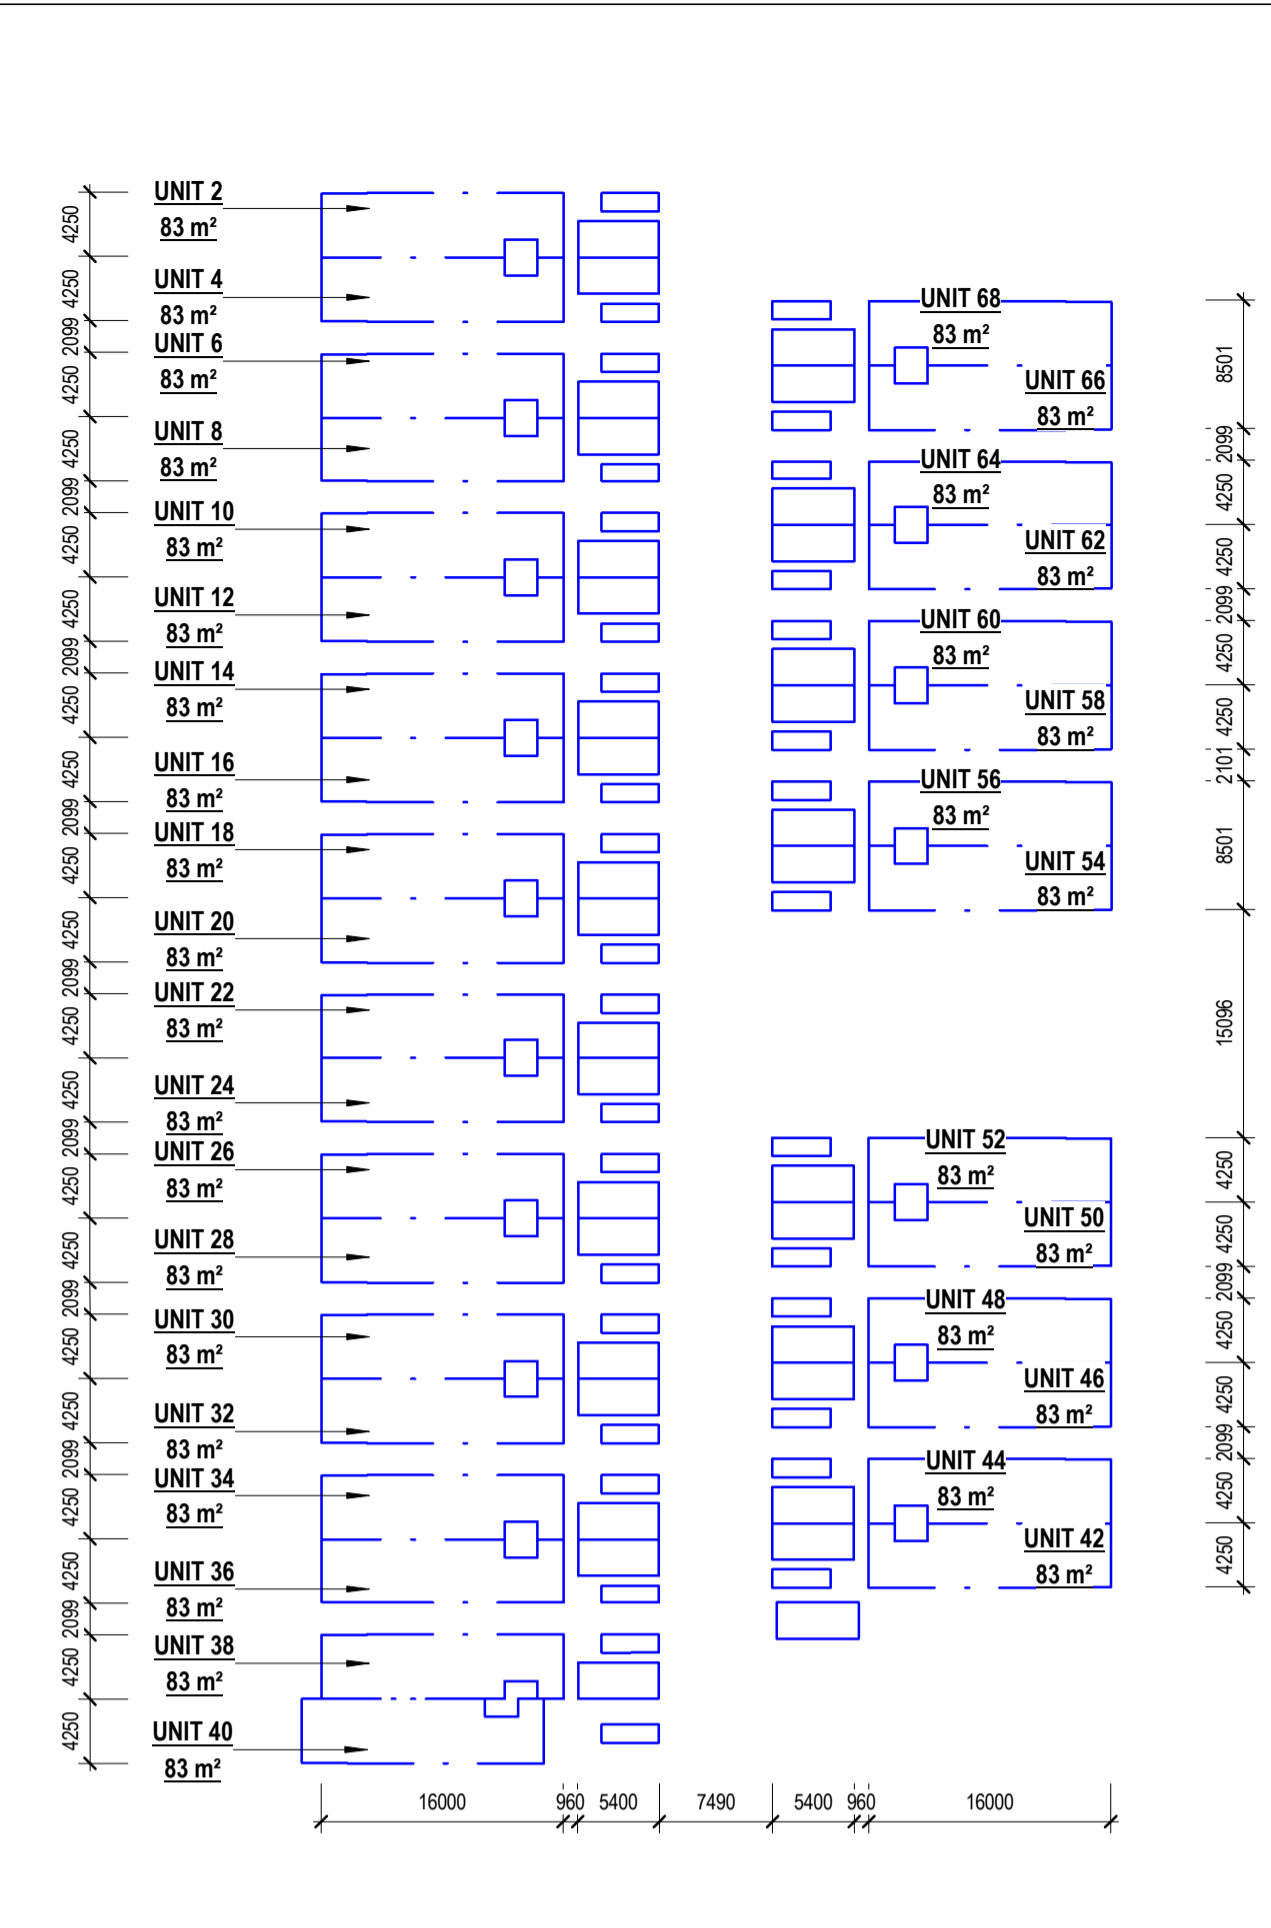 UNIT 2
83 m²
UNIT 4
83 m²
UNIT 6
83 m²
UNIT 8
83 m²
UNIT 10
83 m²
UNIT 12
83 m²
UNIT 14
83 m²
UNIT 16
83 m²
UNIT 18
83 m²
UNIT 20
83 m²
UNIT 22
83 m²
UNIT 24
83 m²
UNIT 26
83 m²
UNIT 28
83 m²
UNIT 30
83 m²
UNIT 32
83 m²
UNIT 34
83 m²
UNIT 36
83 m²
UNIT 38
83 m²
UNIT 40
83 m²
4250
4250
2099
4250
4250
2099
4250
4250
2099
4250
4250
2099
4250
4250
2099
4250
4250
2099
4250
4250
2099
4250
4250
2099
4250
4250
2099
4250
4250
UNIT 68
83 m²
UNIT 66
83 m²
UNIT 64
83 m²
UNIT 62
83 m²
UNIT 60
83 m²
UNIT 58
83 m²
UNIT 56
83 m²
UNIT 54
83 m²
UNIT 52
83 m²
UNIT 50
83 m²
UNIT 48
83 m²
UNIT 46
83 m²
UNIT 44
83 m²
UNIT 42
83 m²
8501
2099
4250
4250
2099
4250
4250
2101
8501
15096
4250
4250
2099
4250
4250
2099
4250
4250
16000 960 5400 7490 5400 960 16000